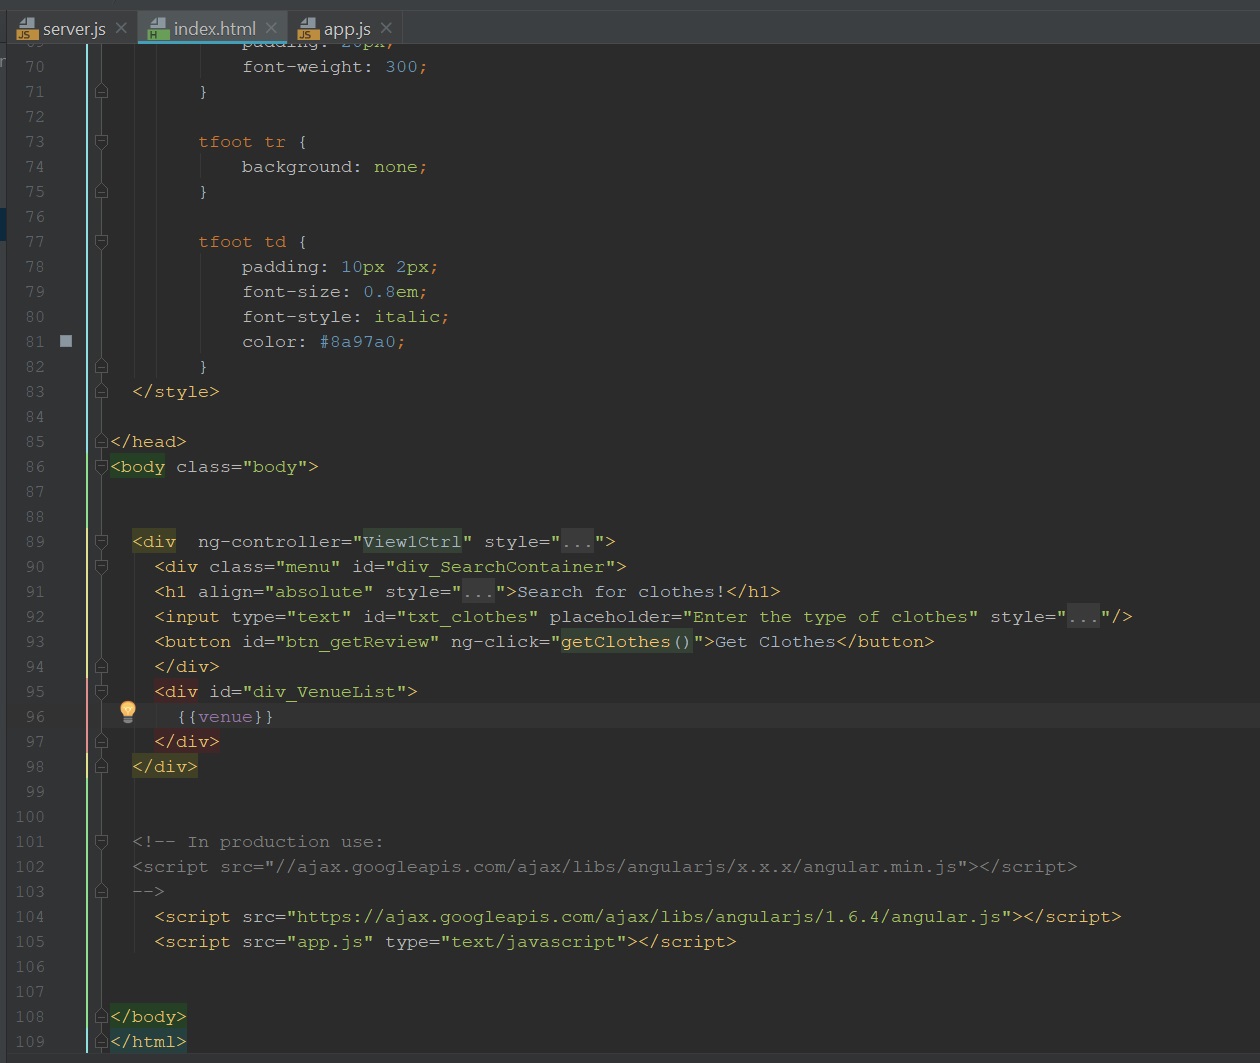 server.js index.html app.js
69 padding: 20px;
70 font-weight: 300;
71 }
72
73 tfoot tr {
74 background: none;
75 }
76
77 tfoot td {
78 padding: 10px 2px;
79 font-size: 0.8em;
80 font-style: italic;
81 color: #8a97a0;
82 }
83 </style>
84
85 </head>
86 <body class="body">
87
88
89 <div  ng-controller="View1Ctrl" style="...">
90 <div class="menu" id="div_SearchContainer">
91 <h1 align="absolute" style="...">Search for clothes!</h1>
92 <input type="text" id="txt_clothes" placeholder="Enter the type of clothes" style="..."/>
93 <button id="btn_getReview" ng-click="getClothes()">Get Clothes</button>
94 </div>
95 <div id="div_VenueList">
96 {{venue}}
97 </div>
98 </div>
99
100
101 <!-- In production use:
102 <script src="//ajax.googleapis.com/ajax/libs/angularjs/x.x.x/angular.min.js"></script>
103 -->
104 <script src="https://ajax.googleapis.com/ajax/libs/angularjs/1.6.4/angular.js"></script>
105 <script src="app.js" type="text/javascript"></script>
106
107
108 </body>
109 </html>